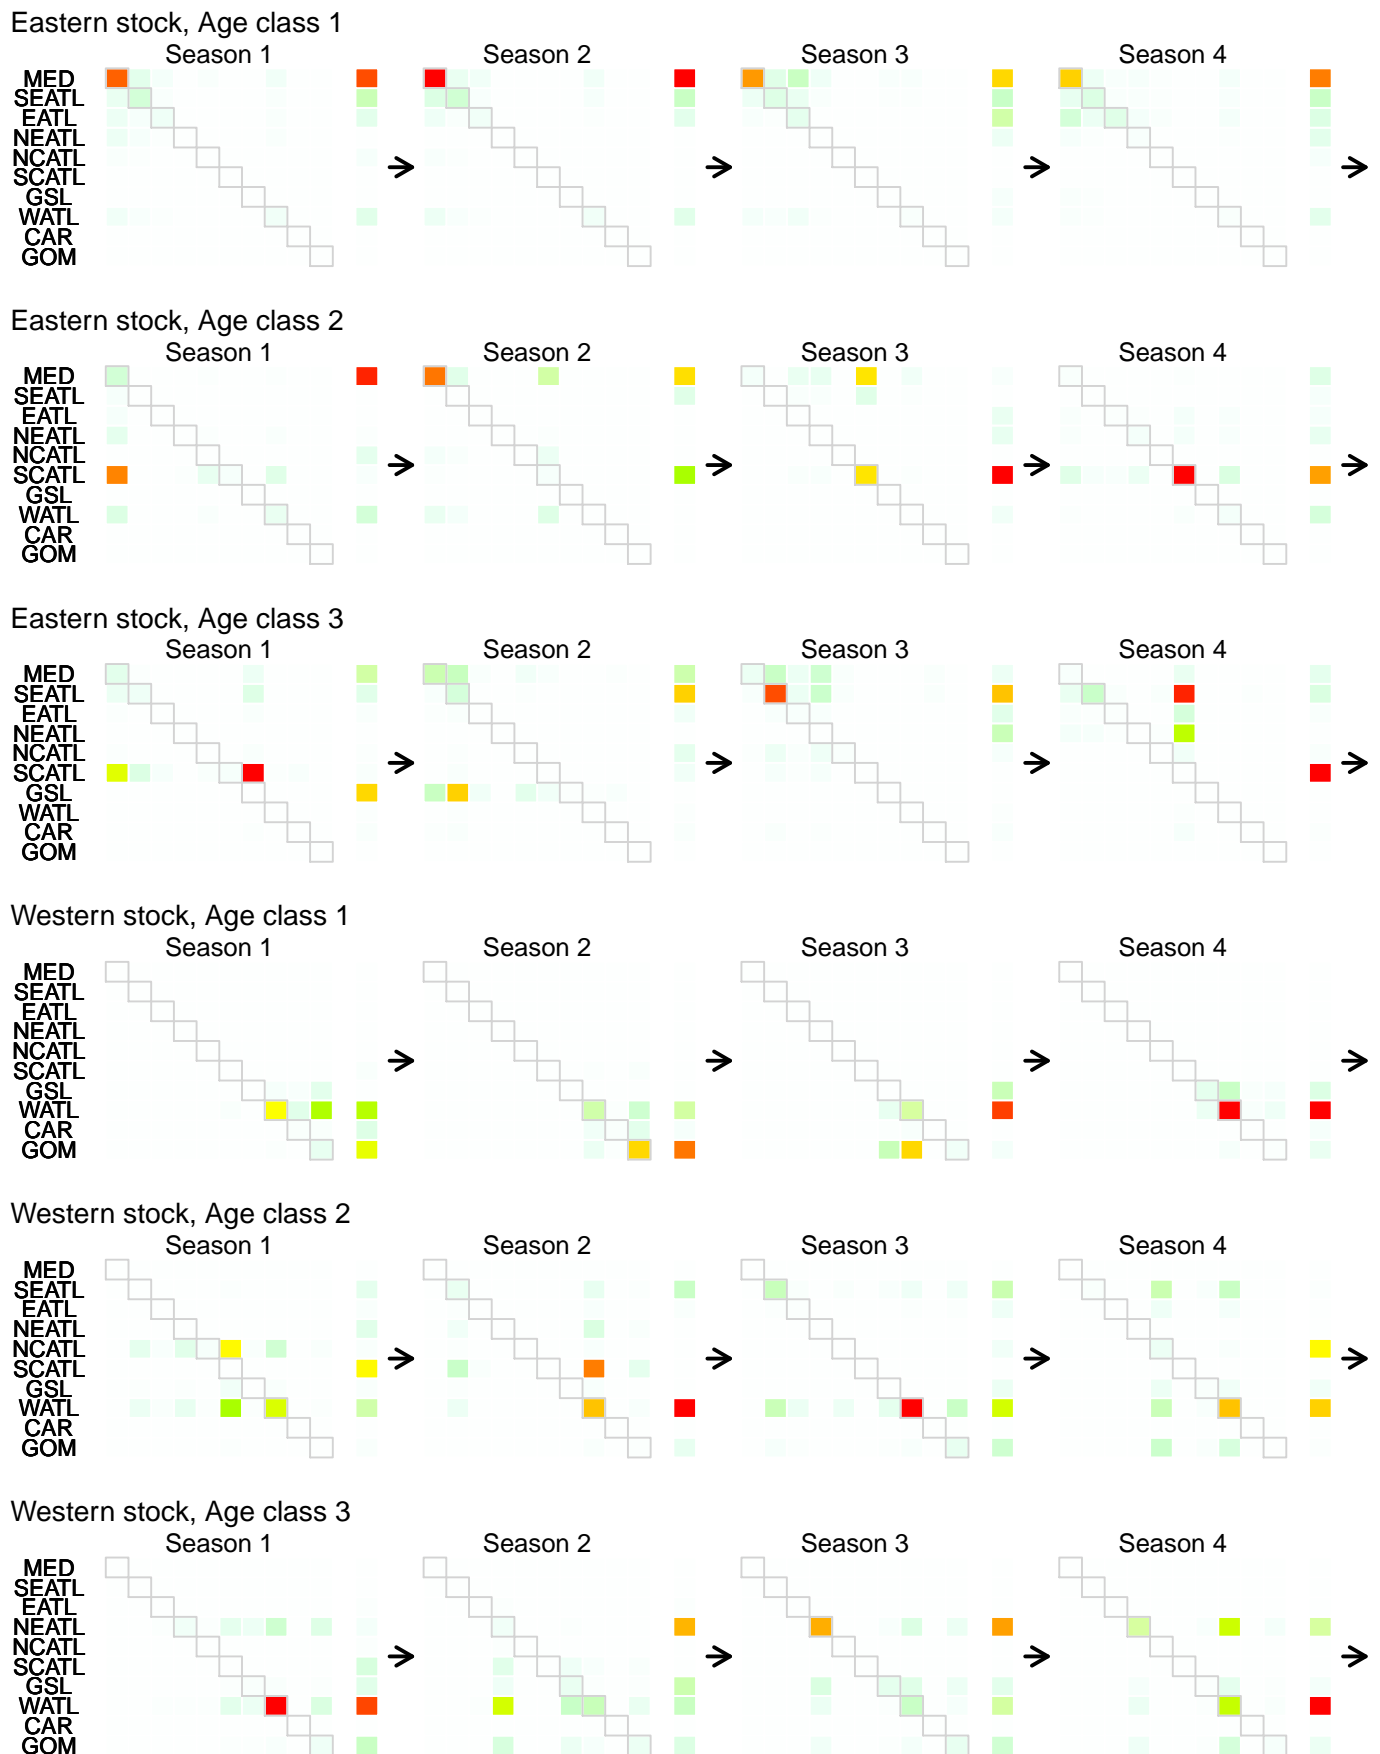 Eastern stock, Age class 1
Season 1 Season 2 Season 3 Season 4
MED
SEATL
EATL
NEATL
NCATL
SCATL
GSL
WATL
CAR
GOM
Eastern stock, Age class 2
Season 1 Season 2 Season 3 Season 4
MED
SEATL
EATL
NEATL
NCATL
SCATL
GSL
WATL
CAR
GOM
Eastern stock, Age class 3
Season 1 Season 2 Season 3 Season 4
MED
SEATL
EATL
NEATL
NCATL
SCATL
GSL
WATL
CAR
GOM
Western stock, Age class 1
Season 1 Season 2 Season 3 Season 4
MED
SEATL
EATL
NEATL
NCATL
SCATL
GSL
WATL
CAR
GOM
Western stock, Age class 2
Season 1 Season 2 Season 3 Season 4
MED
SEATL
EATL
NEATL
NCATL
SCATL
GSL
WATL
CAR
GOM
Western stock, Age class 3
Season 1 Season 2 Season 3 Season 4
MED
SEATL
EATL
NEATL
NCATL
SCATL
GSL
WATL
CAR
GOM